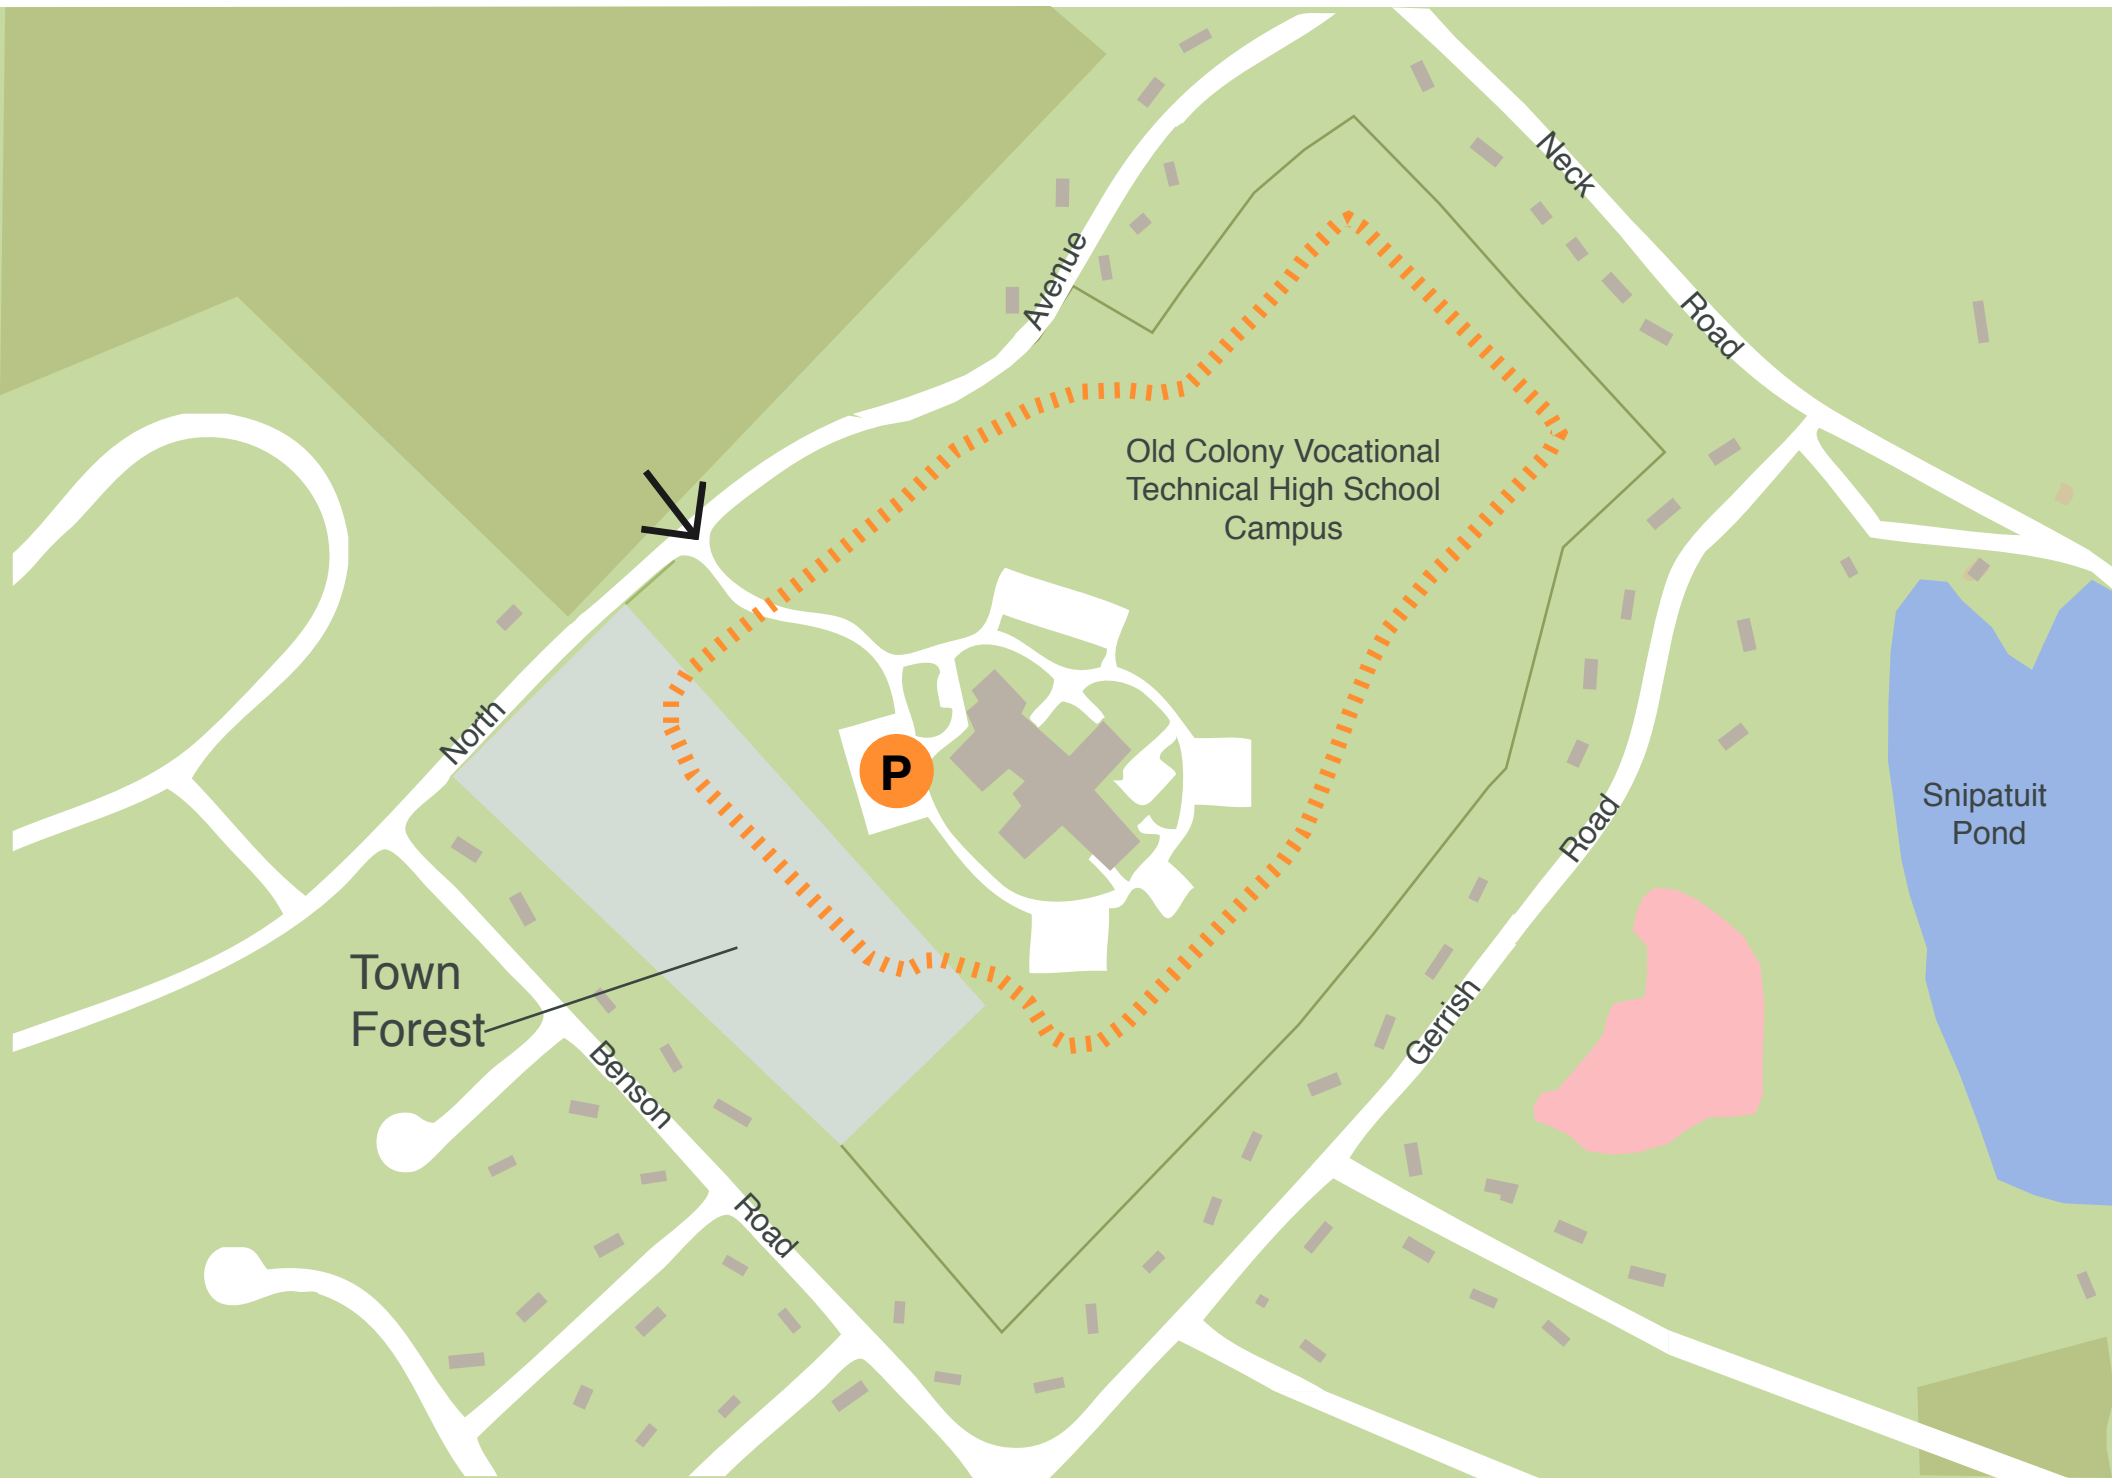 Neck
Road
Avenue
Old Colony Vocational
Technical High School
Campus
North
P
Snipatuit
Pond
Road
Gerrish
Town
Forest
Benson
Road